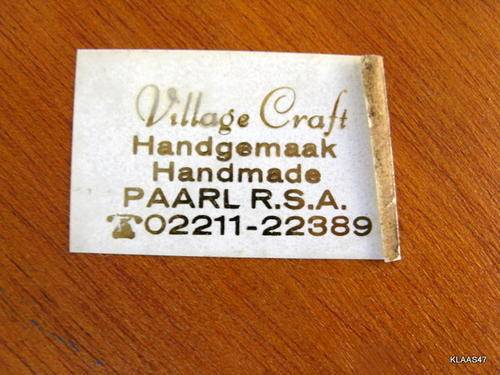 Village Craft
Handgemaak
Handmade
PAARL R.S.A.
☎02211-22389
KLAAS47